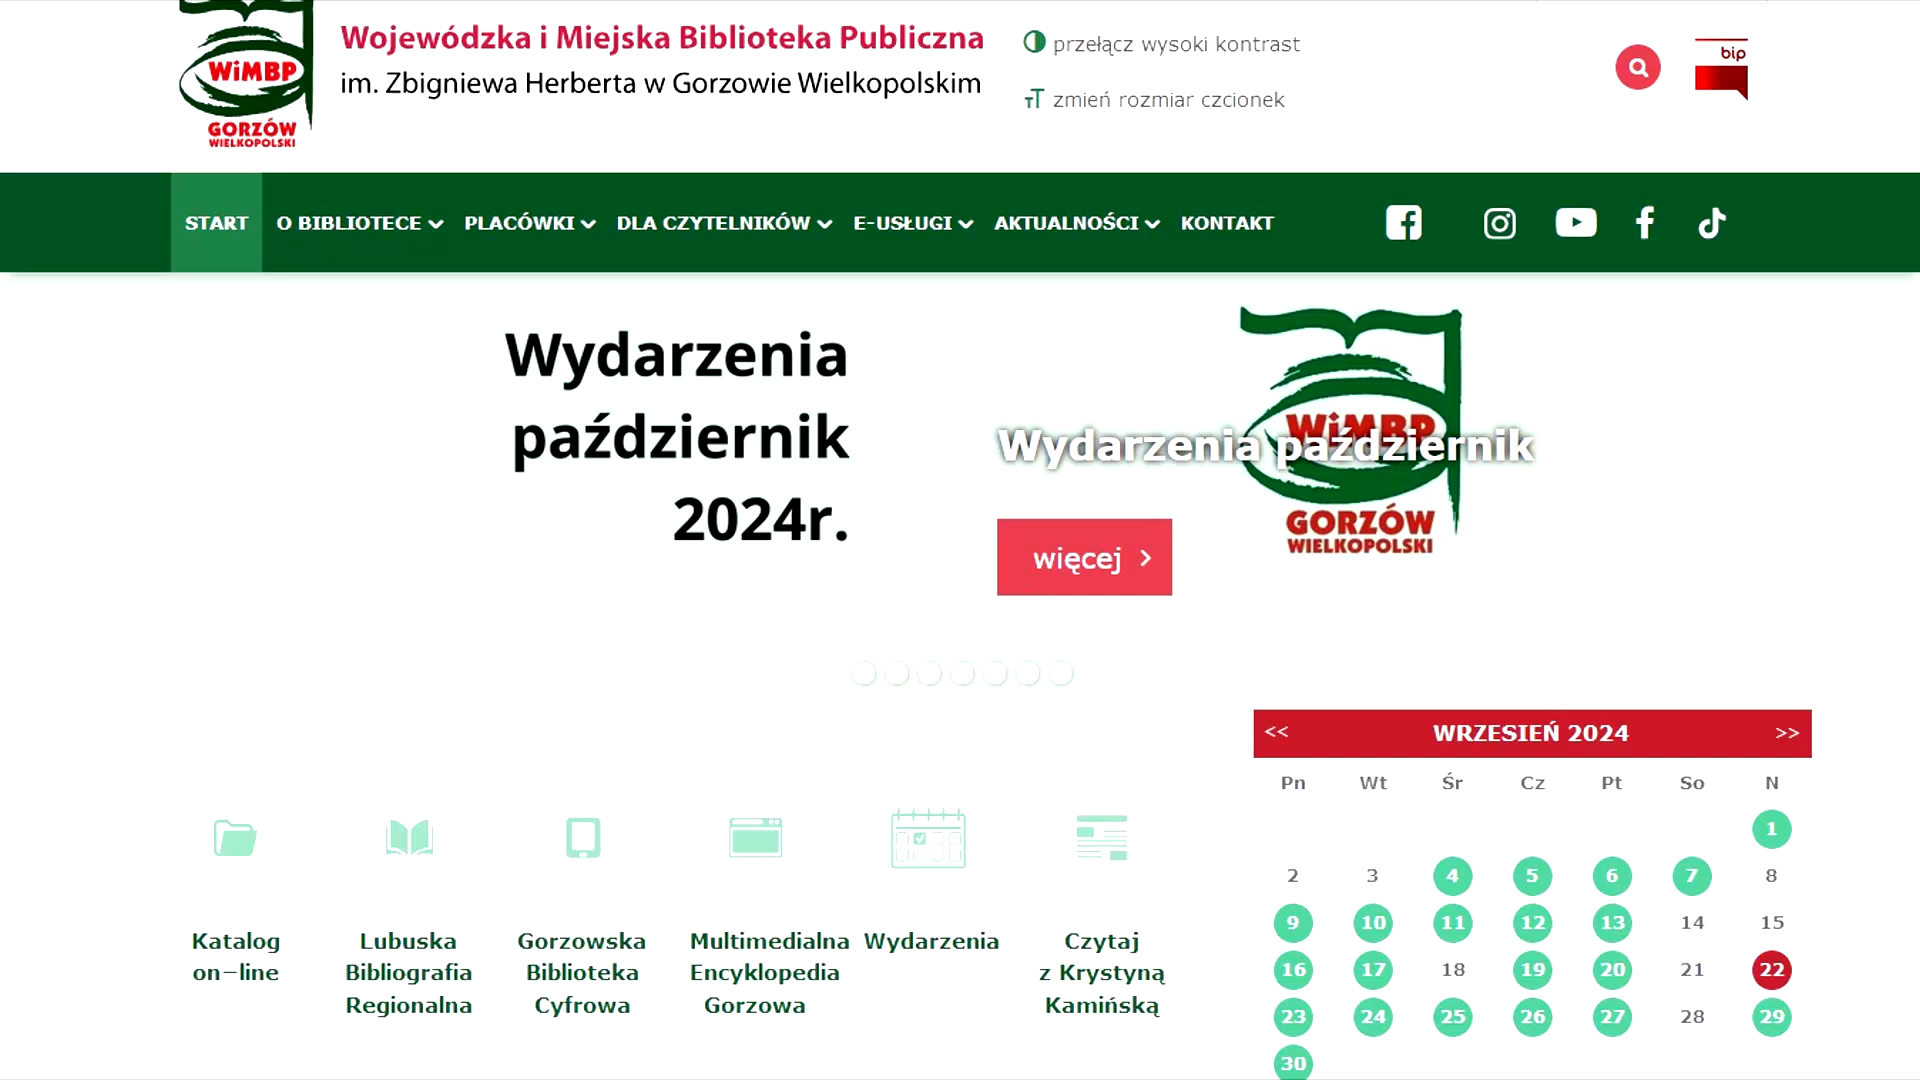 WiMBP
GORZÓW
WIELKOPOLSKI
Wojewódzka i Miejska Biblioteka Publiczna
im. Zbigniewa Herberta w Gorzowie Wielkopolskim
przełącz wysoki kontrast
zmień rozmiar czcionek
bip
START O BIBLIOTECE PLACÓWKI DLA CZYTELNIKÓW E-USŁUGI AKTUALNOŚCI KONTAKT
Wydarzenia
październik
2024r.
WiMBP
Wydarzenia październik
GORZÓW
WIELKOPOLSKI
więcej >
<< WRZESIEŃ 2024 >>
Pn Wt Śr Cz Pt So N
1
2 3 4 5 6 7 8
9 10 11 12 13 14 15
16 17 18 19 20 21 22
23 24 25 26 27 28 29
30
Katalog
on-line
Lubuska
Bibliografia
Regionalna
Gorzowska
Biblioteka
Cyfrowa
Multimedialna
Encyklopedia
Gorzowa
Wydarzenia
Czytaj
z Krystyną
Kamińską